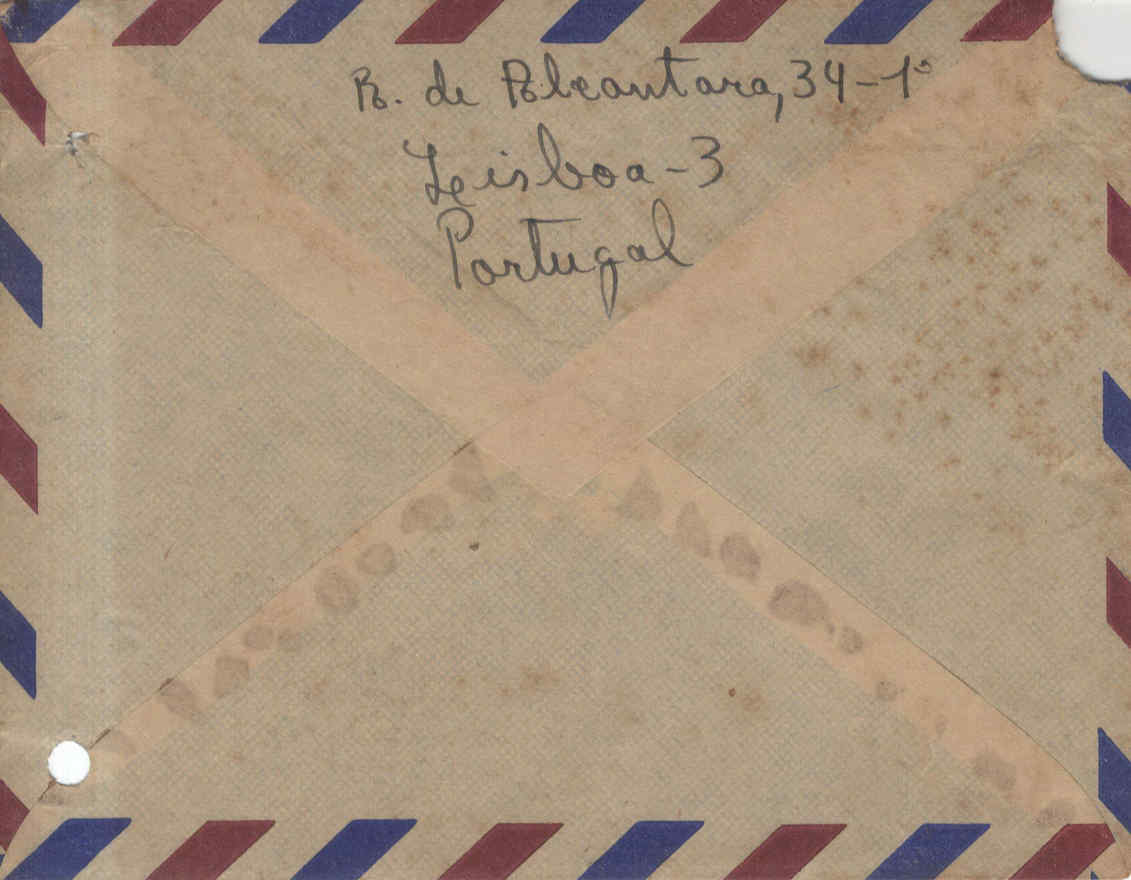 R. de Alcantara, 34-1º
Lisboa-3
Portugal